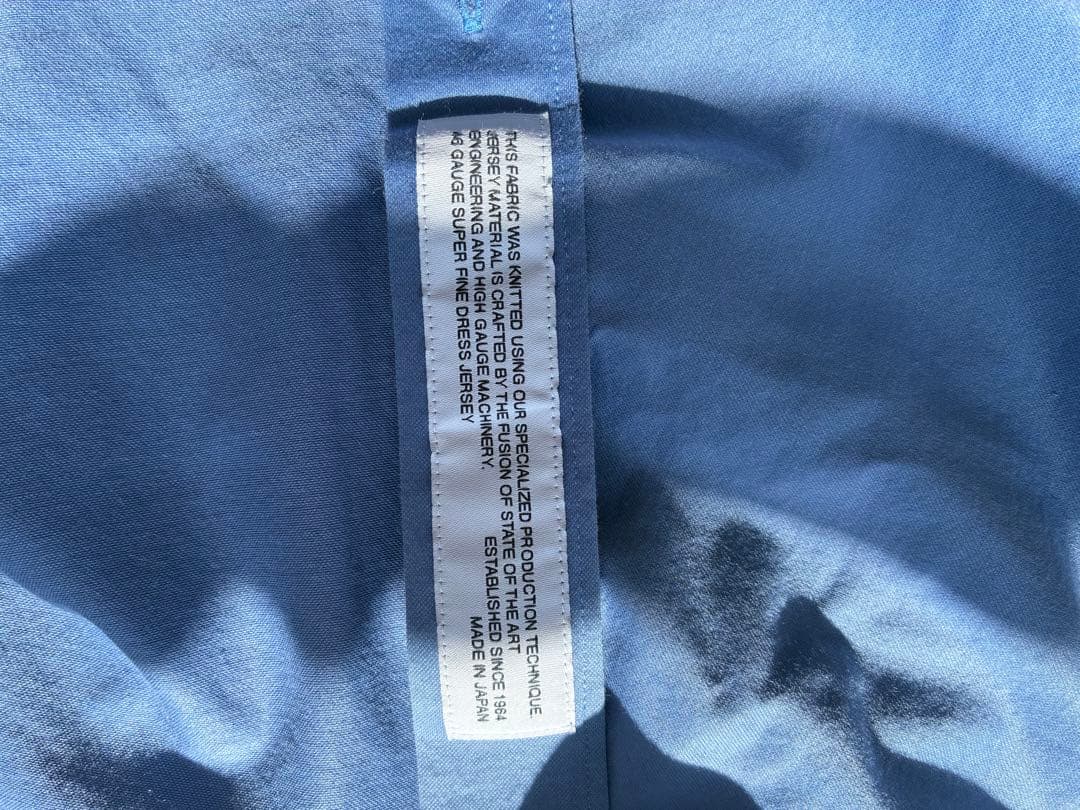 THIS FABRIC WAS KNITTED USING OUR SPECIALIZED PRODUCTION TECHNIQUE.
JERSEY MATERIAL IS CRAFTED BY THE FUSION OF STATE OF THE ART
ENGINEERING AND HIGH GAUGE MACHINERY.
46 GAUGE SUPER FINE DRESS JERSEY
ESTABLISHED SINCE 1964
MADE IN JAPAN